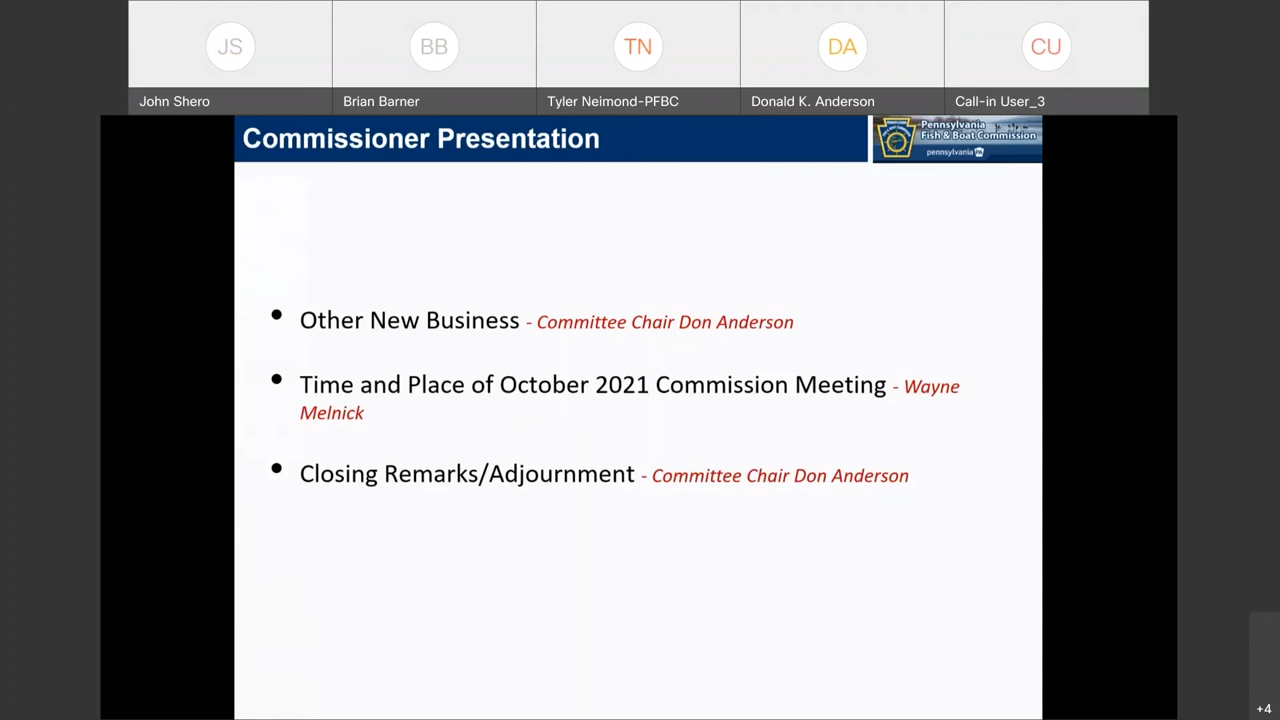 JS
BB
TN
DA
CU
John Shero
Brian Barner
Tyler Neimond-PFBC
Donald K. Anderson
Call-in User_3
Commissioner Presentation
Pennsylvania
Fish & Boat Commission
pennsylvania PA
• Other New Business - Committee Chair Don Anderson
• Time and Place of October 2021 Commission Meeting - Wayne
Melnick
• Closing Remarks/Adjournment - Committee Chair Don Anderson
+4